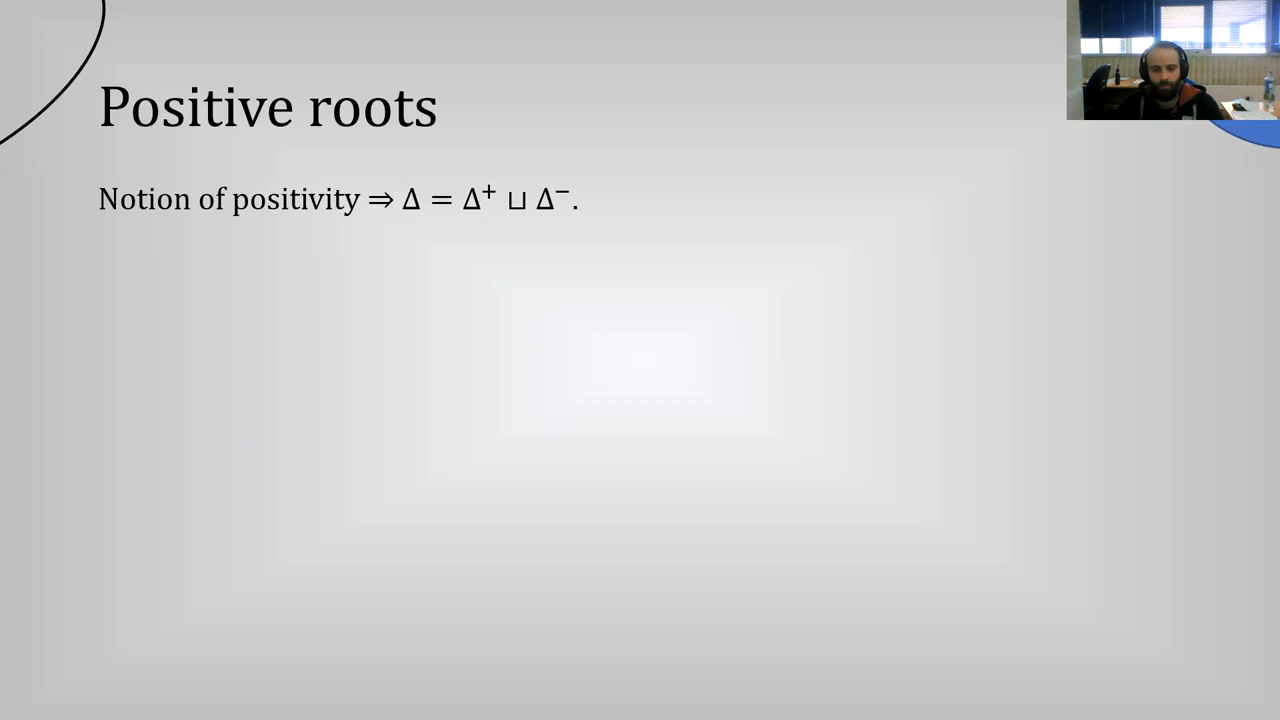 Positive roots
Notion of positivity ⇒ Δ = Δ⁺ ⊔ Δ⁻.